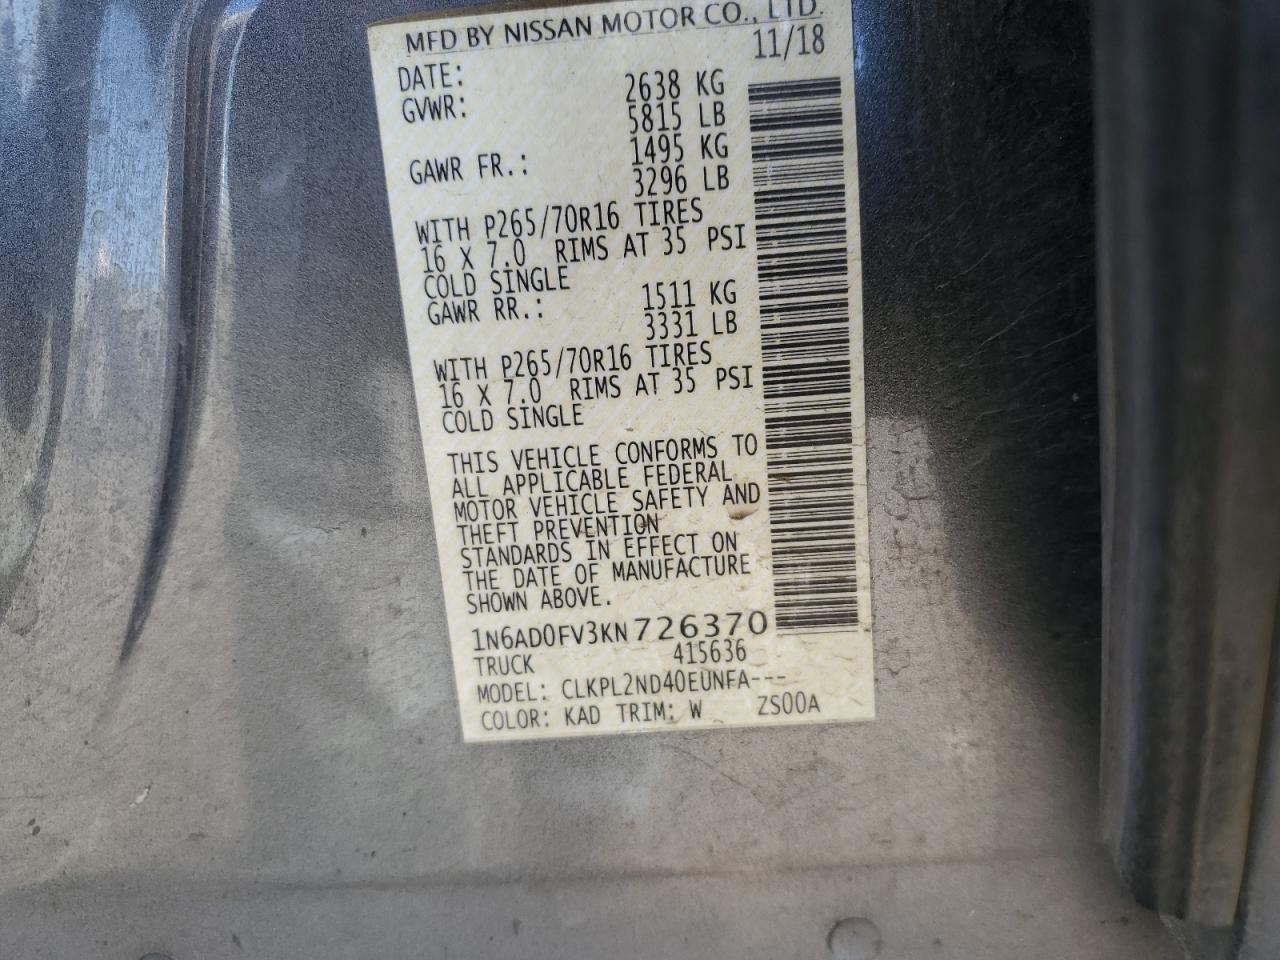 MFD BY NISSAN MOTOR CO., LTD.
DATE: 11/18
GVWR: 2638 KG
5815 LB
GAWR FR.: 1495 KG
3296 LB
WITH P265/70R16 TIRES
16 X 7.0 RIMS AT 35 PSI
COLD SINGLE
GAWR RR.: 1511 KG
3331 LB
WITH P265/70R16 TIRES
16 X 7.0 RIMS AT 35 PSI
COLD SINGLE
THIS VEHICLE CONFORMS TO
ALL APPLICABLE FEDERAL
MOTOR VEHICLE SAFETY AND
THEFT PREVENTION
STANDARDS IN EFFECT ON
THE DATE OF MANUFACTURE
SHOWN ABOVE.
1N6AD0FV3KN726370
TRUCK 415636
MODEL: CLKPL2ND40EUNFA---
COLOR: KAD TRIM: W ZS00A